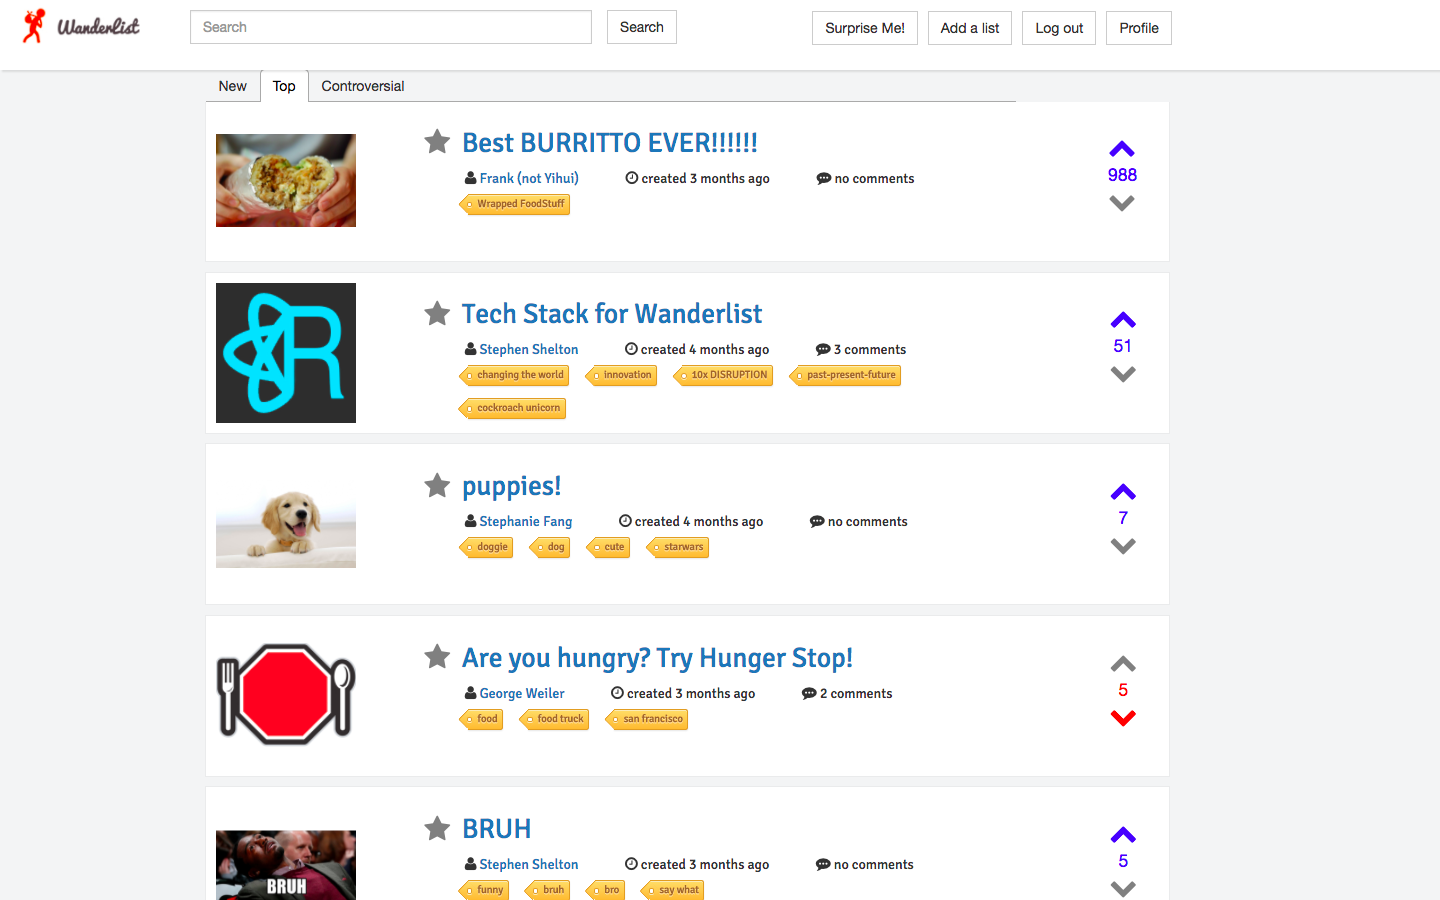 WanderList
Search
Search
Surprise Me!
Add a list
Log out
Profile
New
Top
Controversial
Best BURRITTO EVER!!!!!!
Frank (not Yihui)
created 3 months ago
no comments
Wrapped FoodStuff
988
Tech Stack for Wanderlist
Stephen Shelton
created 4 months ago
3 comments
changing the world
innovation
10x DISRUPTION
past-present-future
cockroach unicorn
51
puppies!
Stephanie Fang
created 4 months ago
no comments
doggie
dog
cute
starwars
7
Are you hungry? Try Hunger Stop!
George Weiler
created 3 months ago
2 comments
food
food truck
san francisco
5
BRUH
BRUH
Stephen Shelton
created 3 months ago
no comments
funny
bruh
bro
say what
5